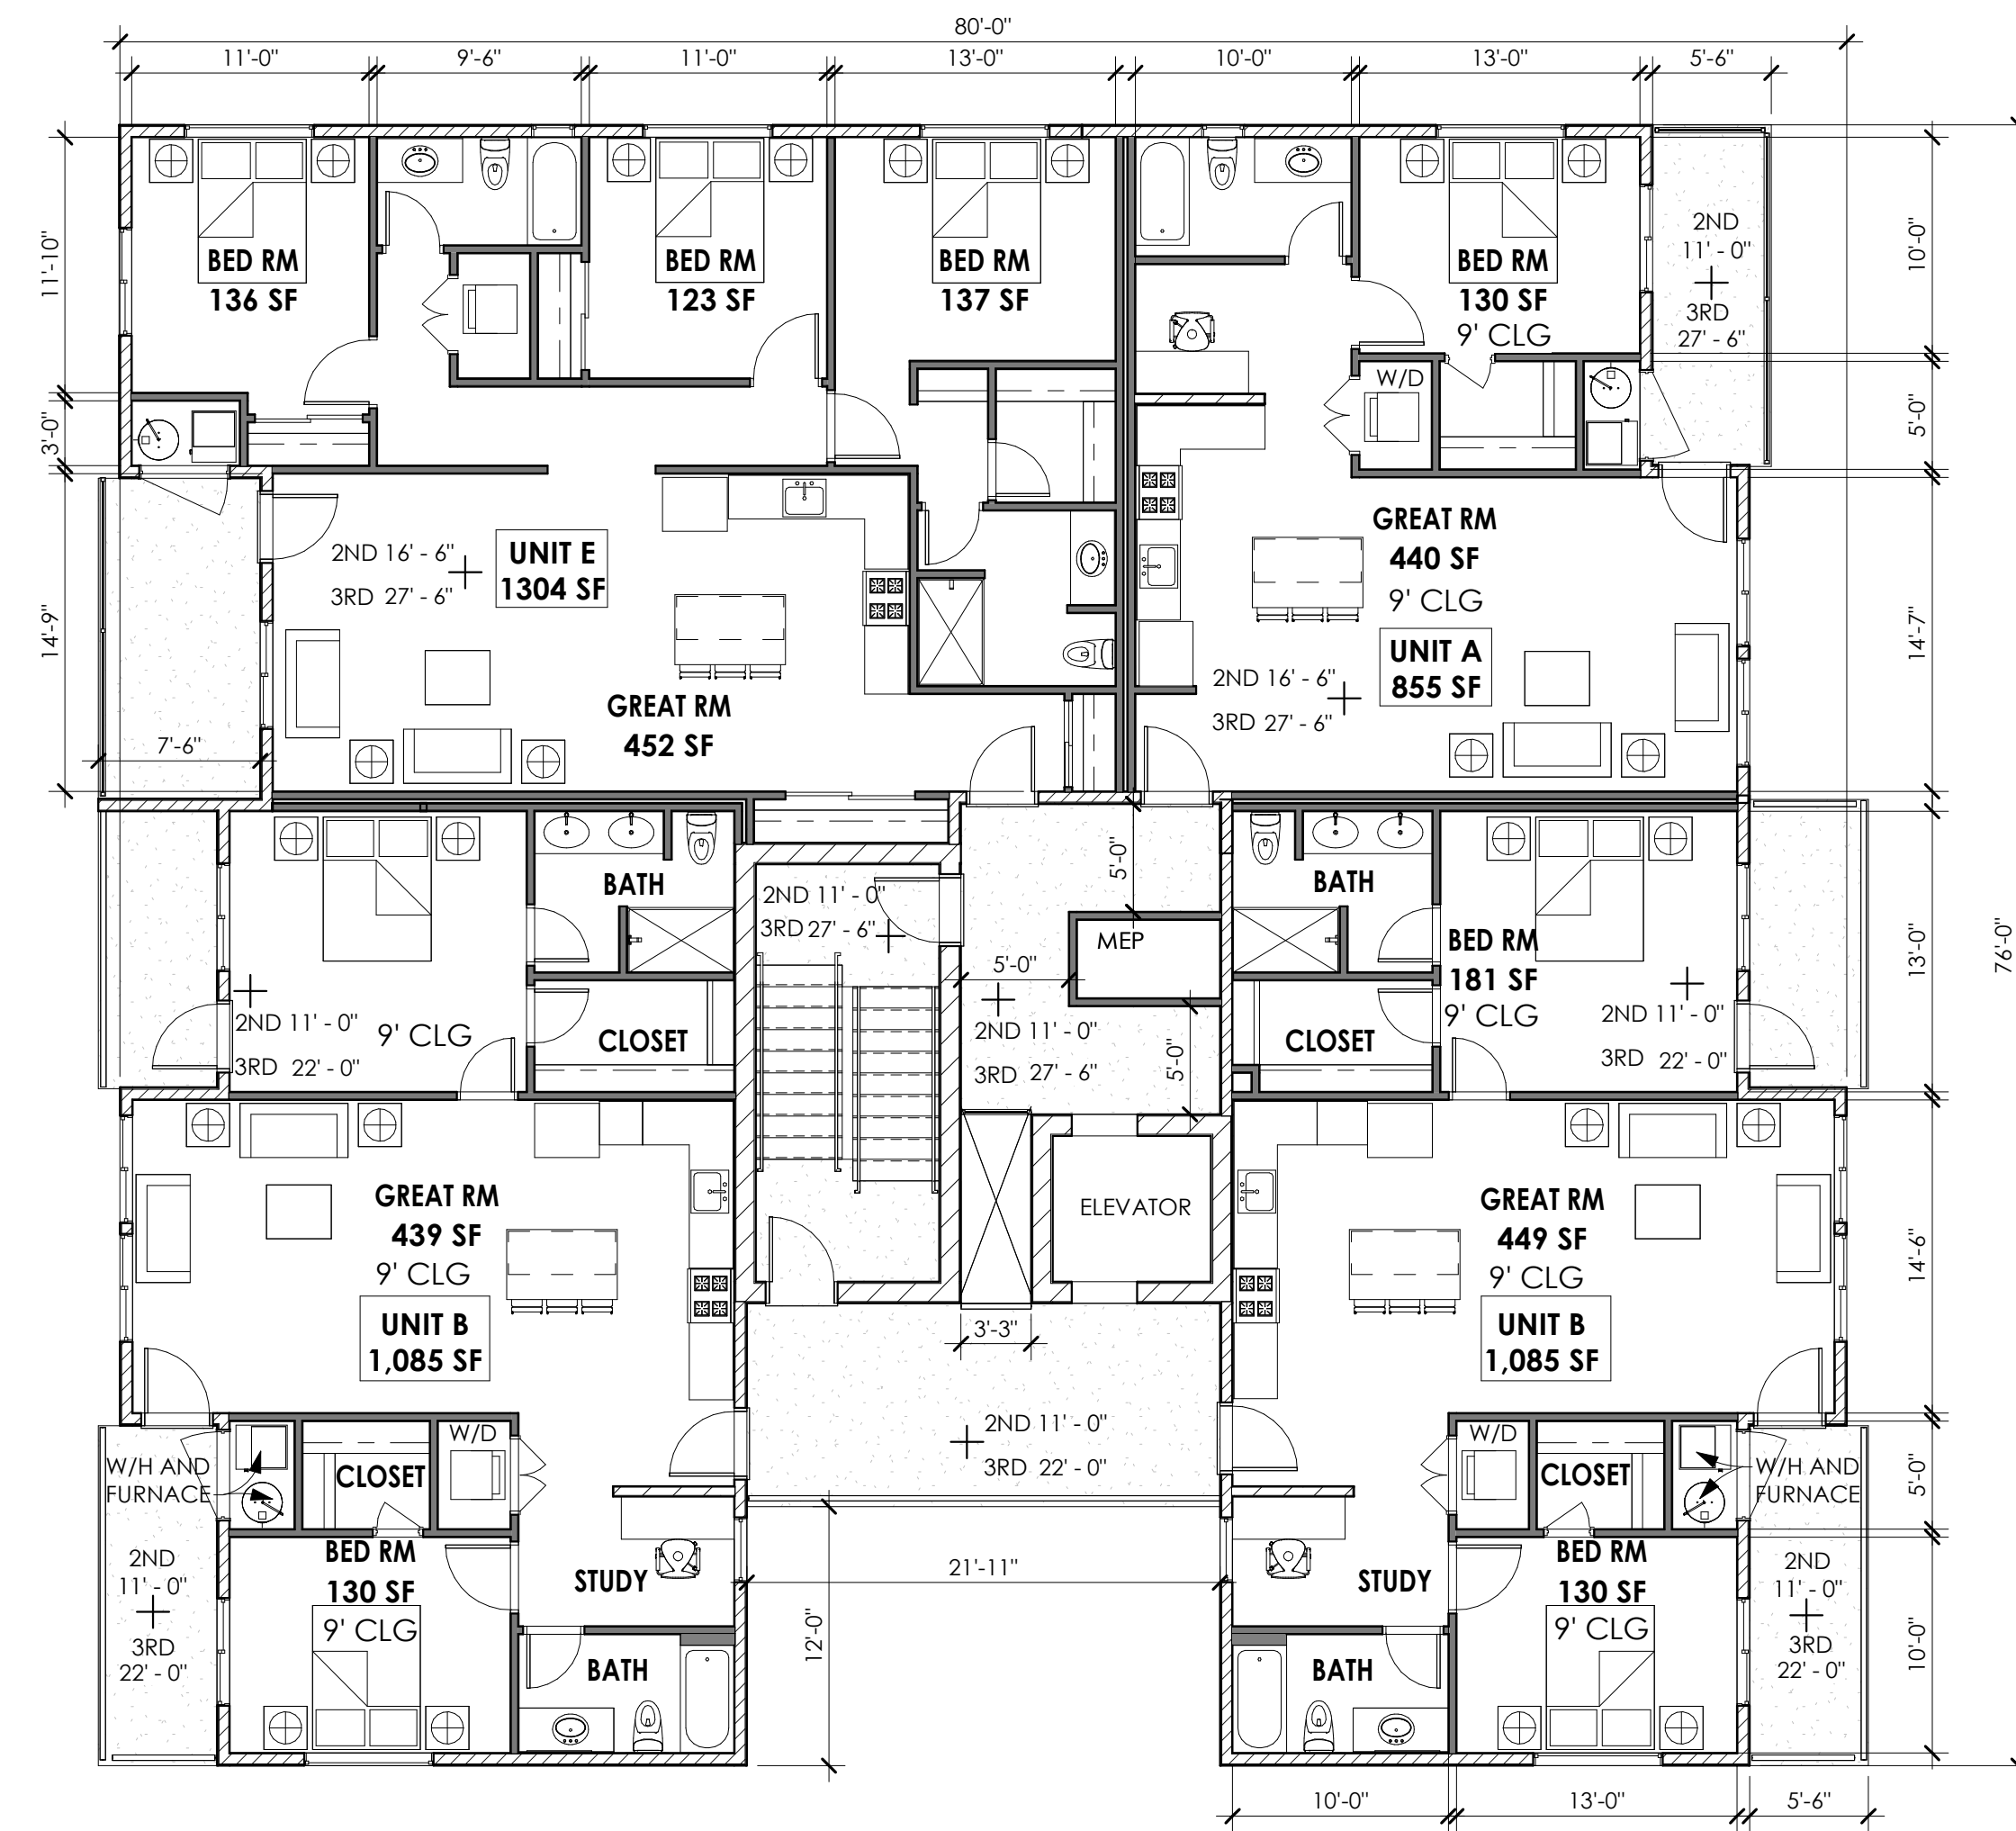 80'-0"
11'-0"
9'-6"
11'-0"
13'-0"
10'-0"
13'-0"
5'-6"
11'-10"
3'-0"
14'-9"
BED RM
136 SF
BED RM
123 SF
BED RM
137 SF
BED RM
130 SF
9' CLG
2ND
11' - 0"
3RD
27' - 6"
10'-0"
5'-0"
W/D
2ND 16' - 6"
3RD 27' - 6"
UNIT E
1304 SF
GREAT RM
452 SF
7'-6"
GREAT RM
440 SF
9' CLG
UNIT A
855 SF
2ND 16' - 6"
3RD 27' - 6"
14'-7"
2ND 11' - 0"
3RD 22' - 0"
9' CLG
BATH
CLOSET
2ND 11' - 0"
3RD 27' - 6"
5'-0"
MEP
5'-0"
2ND 11' - 0"
3RD 27' - 6"
5'-0"
BATH
CLOSET
BED RM
181 SF
9' CLG
2ND 11' - 0"
3RD 22' - 0"
13'-0"
76'-0"
GREAT RM
439 SF
9' CLG
UNIT B
1,085 SF
ELEVATOR
3'-3"
GREAT RM
449 SF
9' CLG
UNIT B
1,085 SF
14'-6"
W/H AND
FURNACE
CLOSET
W/D
2ND 11' - 0"
3RD 22' - 0"
W/D
CLOSET
W/H AND
FURNACE
5'-0"
2ND
11' - 0"
3RD
22' - 0"
BED RM
130 SF
9' CLG
STUDY
BATH
21'-11"
12'-0"
STUDY
BATH
BED RM
130 SF
9' CLG
2ND
11' - 0"
3RD
22' - 0"
10'-0"
10'-0"
13'-0"
5'-6"